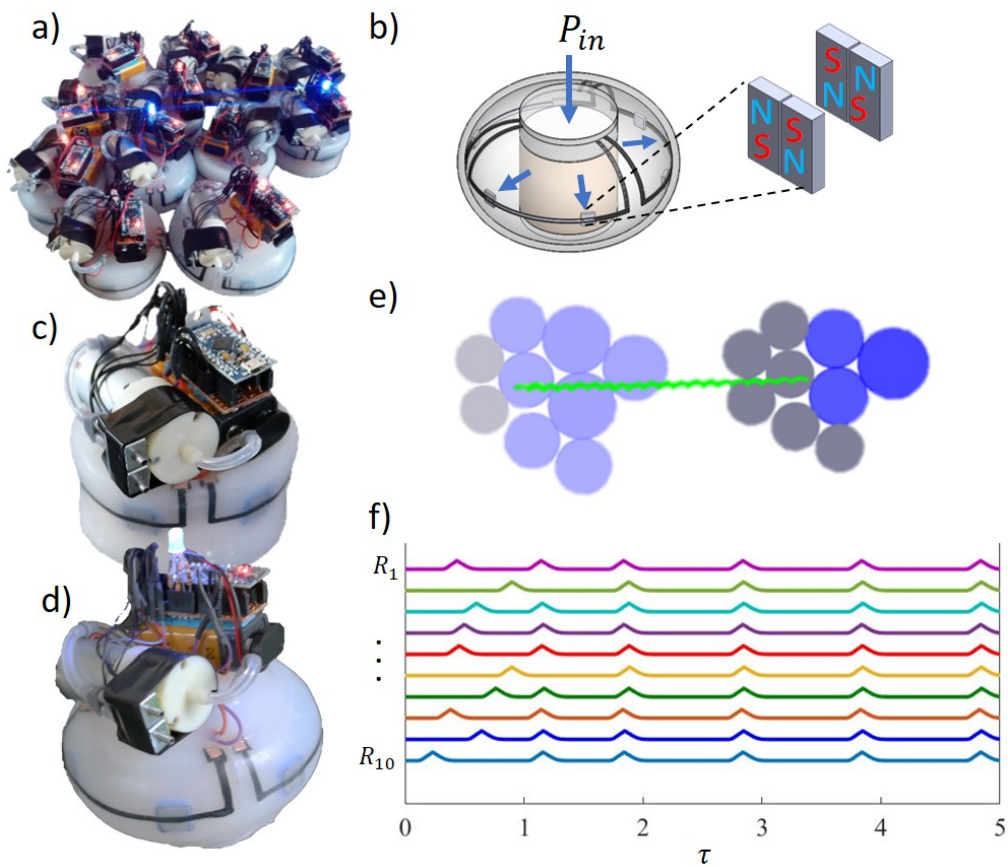 a)
b)
P_in
S N
N S
N S
S N
c)
e)
d)
f)
R_1
⋮
R_10
0 1 2 3 4 5
τ